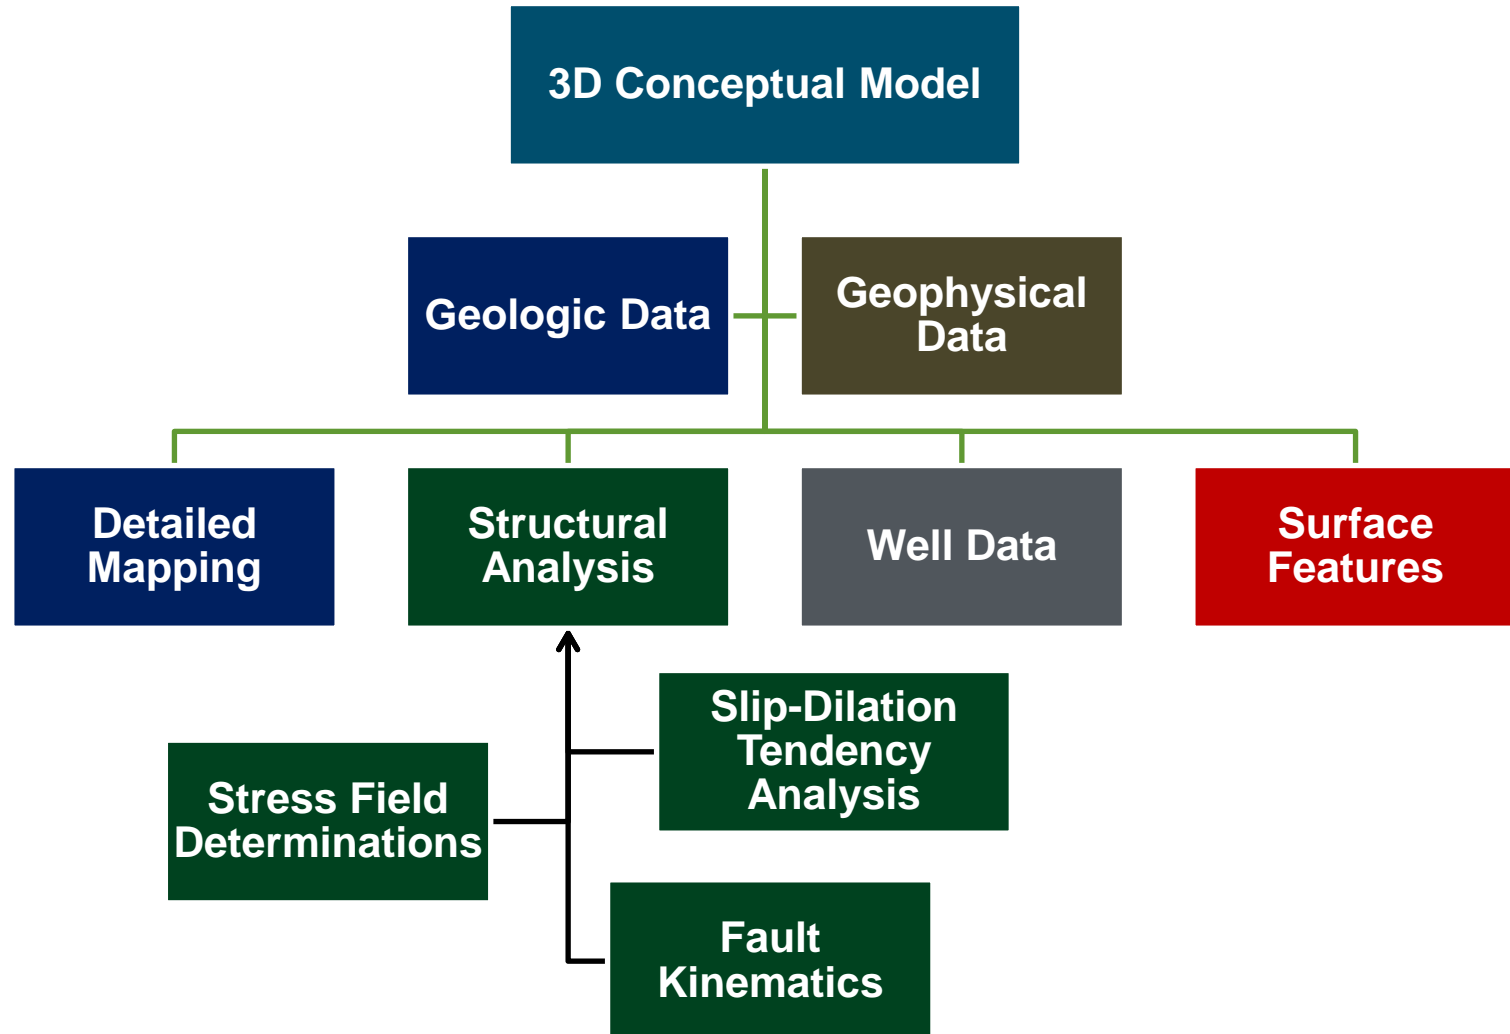 3D Conceptual Model
Geologic Data
Geophysical
Data
Detailed
Mapping
Structural
Analysis
Well Data
Surface
Features
Slip-Dilation
Tendency
Analysis
Stress Field
Determinations
Fault
Kinematics